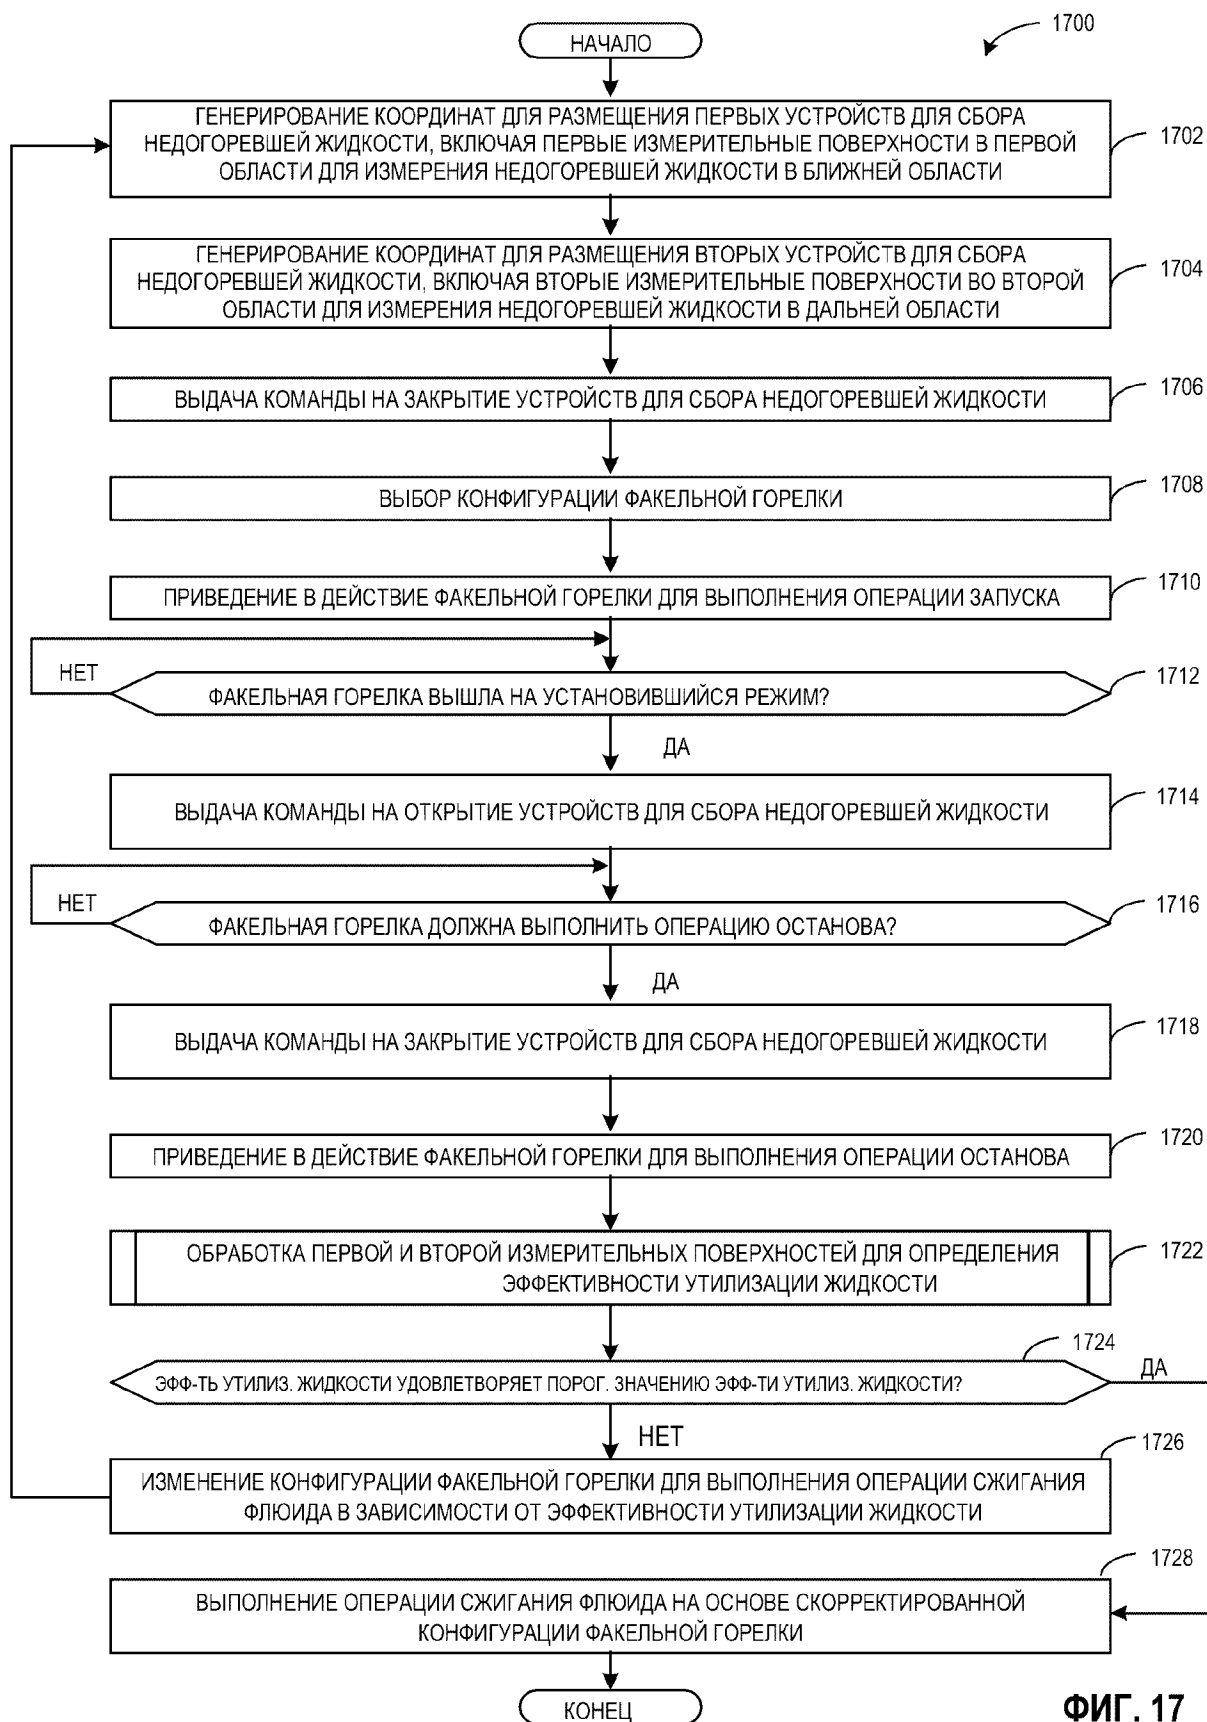 1700
НАЧАЛО
ГЕНЕРИРОВАНИЕ КООРДИНАТ ДЛЯ РАЗМЕЩЕНИЯ ПЕРВЫХ УСТРОЙСТВ ДЛЯ СБОРА
НЕДОГОРЕВШЕЙ ЖИДКОСТИ, ВКЛЮЧАЯ ПЕРВЫЕ ИЗМЕРИТЕЛЬНЫЕ ПОВЕРХНОСТИ В ПЕРВОЙ
ОБЛАСТИ ДЛЯ ИЗМЕРЕНИЯ НЕДОГОРЕВШЕЙ ЖИДКОСТИ В БЛИЖНЕЙ ОБЛАСТИ
1702
ГЕНЕРИРОВАНИЕ КООРДИНАТ ДЛЯ РАЗМЕЩЕНИЯ ВТОРЫХ УСТРОЙСТВ ДЛЯ СБОРА
НЕДОГОРЕВШЕЙ ЖИДКОСТИ, ВКЛЮЧАЯ ВТОРЫЕ ИЗМЕРИТЕЛЬНЫЕ ПОВЕРХНОСТИ ВО ВТОРОЙ
ОБЛАСТИ ДЛЯ ИЗМЕРЕНИЯ НЕДОГОРЕВШЕЙ ЖИДКОСТИ В ДАЛЬНЕЙ ОБЛАСТИ
1704
ВЫДАЧА КОМАНДЫ НА ЗАКРЫТИЕ УСТРОЙСТВ ДЛЯ СБОРА НЕДОГОРЕВШЕЙ ЖИДКОСТИ
1706
ВЫБОР КОНФИГУРАЦИИ ФАКЕЛЬНОЙ ГОРЕЛКИ
1708
ПРИВЕДЕНИЕ В ДЕЙСТВИЕ ФАКЕЛЬНОЙ ГОРЕЛКИ ДЛЯ ВЫПОЛНЕНИЯ ОПЕРАЦИИ ЗАПУСКА
1710
НЕТ
ФАКЕЛЬНАЯ ГОРЕЛКА ВЫШЛА НА УСТАНОВИВШИЙСЯ РЕЖИМ?
1712
ДА
ВЫДАЧА КОМАНДЫ НА ОТКРЫТИЕ УСТРОЙСТВ ДЛЯ СБОРА НЕДОГОРЕВШЕЙ ЖИДКОСТИ
1714
НЕТ
ФАКЕЛЬНАЯ ГОРЕЛКА ДОЛЖНА ВЫПОЛНИТЬ ОПЕРАЦИЮ ОСТАНОВА?
1716
ДА
ВЫДАЧА КОМАНДЫ НА ЗАКРЫТИЕ УСТРОЙСТВ ДЛЯ СБОРА НЕДОГОРЕВШЕЙ ЖИДКОСТИ
1718
ПРИВЕДЕНИЕ В ДЕЙСТВИЕ ФАКЕЛЬНОЙ ГОРЕЛКИ ДЛЯ ВЫПОЛНЕНИЯ ОПЕРАЦИИ ОСТАНОВА
1720
ОБРАБОТКА ПЕРВОЙ И ВТОРОЙ ИЗМЕРИТЕЛЬНЫХ ПОВЕРХНОСТЕЙ ДЛЯ ОПРЕДЕЛЕНИЯ
ЭФФЕКТИВНОСТИ УТИЛИЗАЦИИ ЖИДКОСТИ
1722
1724
ЭФФ-ТЬ УТИЛИЗ. ЖИДКОСТИ УДОВЛЕТВОРЯЕТ ПОРОГ. ЗНАЧЕНИЮ ЭФФ-ТИ УТИЛИЗ. ЖИДКОСТИ?
ДА
НЕТ
1726
ИЗМЕНЕНИЕ КОНФИГУРАЦИИ ФАКЕЛЬНОЙ ГОРЕЛКИ ДЛЯ ВЫПОЛНЕНИЯ ОПЕРАЦИИ СЖИГАНИЯ
ФЛЮИДА В ЗАВИСИМОСТИ ОТ ЭФФЕКТИВНОСТИ УТИЛИЗАЦИИ ЖИДКОСТИ
1728
ВЫПОЛНЕНИЕ ОПЕРАЦИИ СЖИГАНИЯ ФЛЮИДА НА ОСНОВЕ СКОРРЕКТИРОВАННОЙ
КОНФИГУРАЦИИ ФАКЕЛЬНОЙ ГОРЕЛКИ
КОНЕЦ
ФИГ. 17